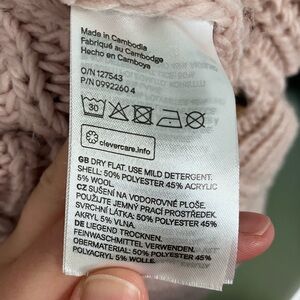 Made in Cambodia
Fabriqué au Cambodge
Hecho en Camboya
O/N 127543
P/N 0992260 4
30
clevercare.info
GB DRY FLAT. USE MILD DETERGENT.
SHELL: 50% POLYESTER 45% ACRYLIC
5% WOOL.
CZ SUŠENÍ NA VODOROVNÉ PLOŠE.
POUŽIJTE JEMNÝ PRACÍ PROSTŘEDEK.
SVRCHNÍ LÁTKA: 50% POLYESTER 45%
AKRYL 5% VLNA.
DE LIEGEND TROCKNEN.
FEINWASCHMITTEL VERWENDEN.
OBERMATERIAL: 50% POLYESTER 45%
POLYACRYL 5% WOLLE.